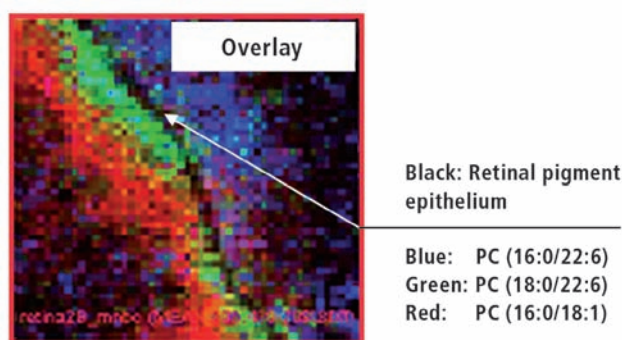 Overlay
Black: Retinal pigment
epithelium
Blue: PC (16:0/22:6)
Green: PC (18:0/22:6)
Red: PC (16:0/18:1)